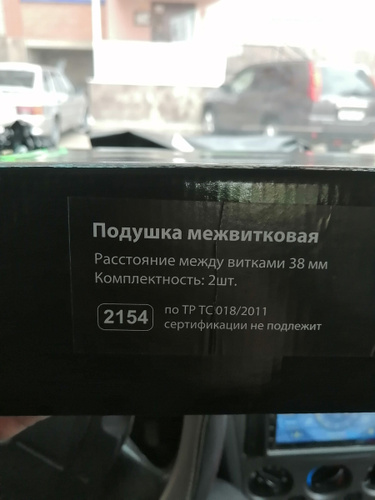 Подушка межвитковая
Расстояние между витками 38 мм
Комплектность: 2шт.
2154
по ТР ТС 018/2011
сертификации не подлежит